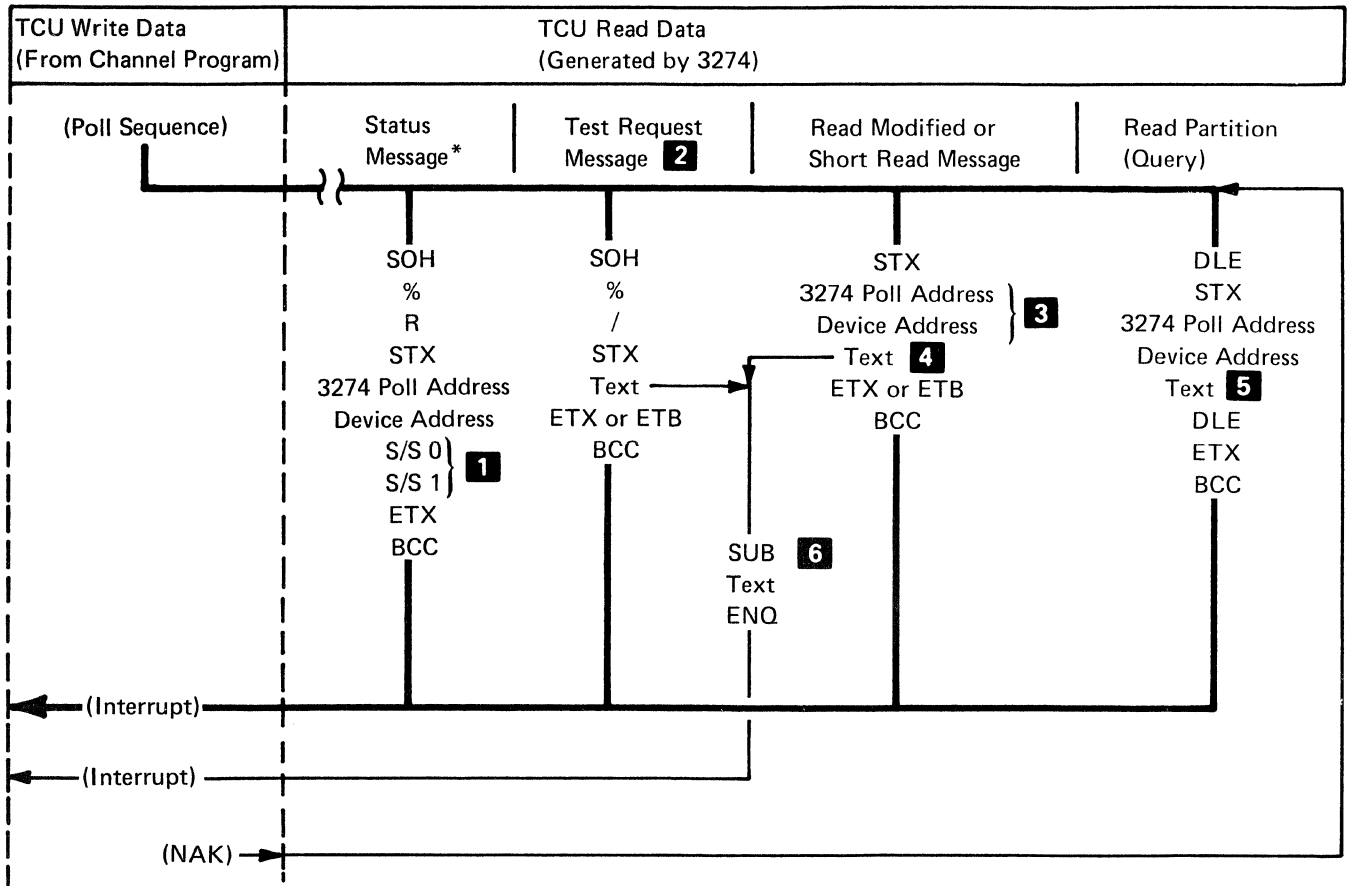 TCU Write Data
(From Channel Program)
TCU Read Data
(Generated by 3274)
(Poll Sequence)
Status
Message*
Test Request
Message 2
Read Modified or
Short Read Message
Read Partition
(Query)
SOH
%
R
STX
3274 Poll Address
Device Address
S/S 0
S/S 1
1
ETX
BCC
SOH
%
/
STX
Text
ETX or ETB
BCC
SUB 6
Text
ENQ
STX
3274 Poll Address
Device Address
3
Text 4
ETX or ETB
BCC
DLE
STX
3274 Poll Address
Device Address
Text 5
DLE
ETX
BCC
(Interrupt)
(Interrupt)
(NAK)